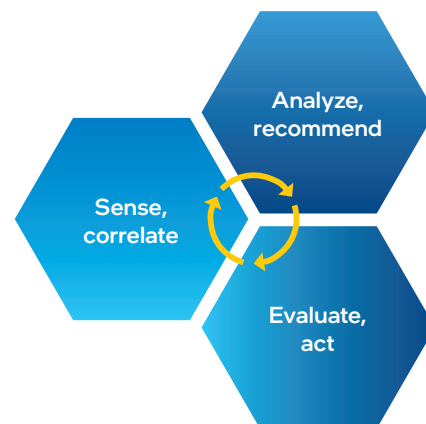 Analyze,
recommend
Sense,
correlate
Evaluate,
act